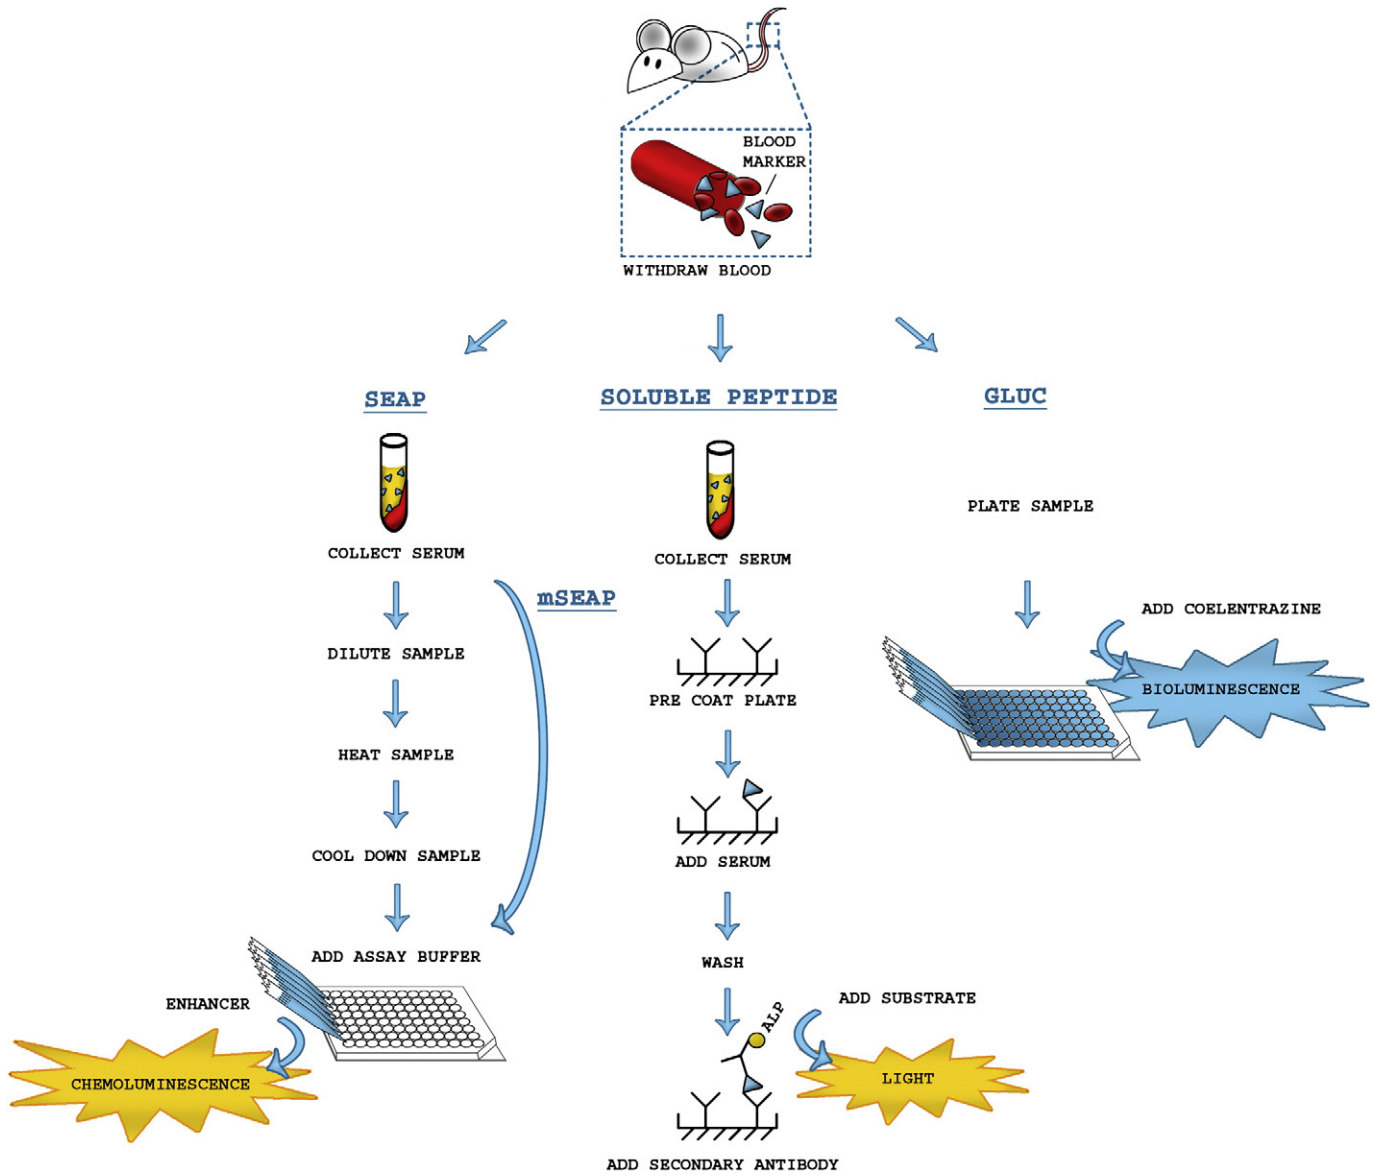 BLOOD
MARKER
WITHDRAW BLOOD
SEAP
COLLECT SERUM
mSEAP
DILUTE SAMPLE
HEAT SAMPLE
COOL DOWN SAMPLE
ADD ASSAY BUFFER
ENHANCER
CHEMOLUMINESCENCE
SOLUBLE PEPTIDE
COLLECT SERUM
PRE COAT PLATE
ADD SERUM
WASH
ALP
ADD SUBSTRATE
LIGHT
ADD SECONDARY ANTIBODY
GLUC
PLATE SAMPLE
ADD COELENTRAZINE
BIOLUMINESCENCE